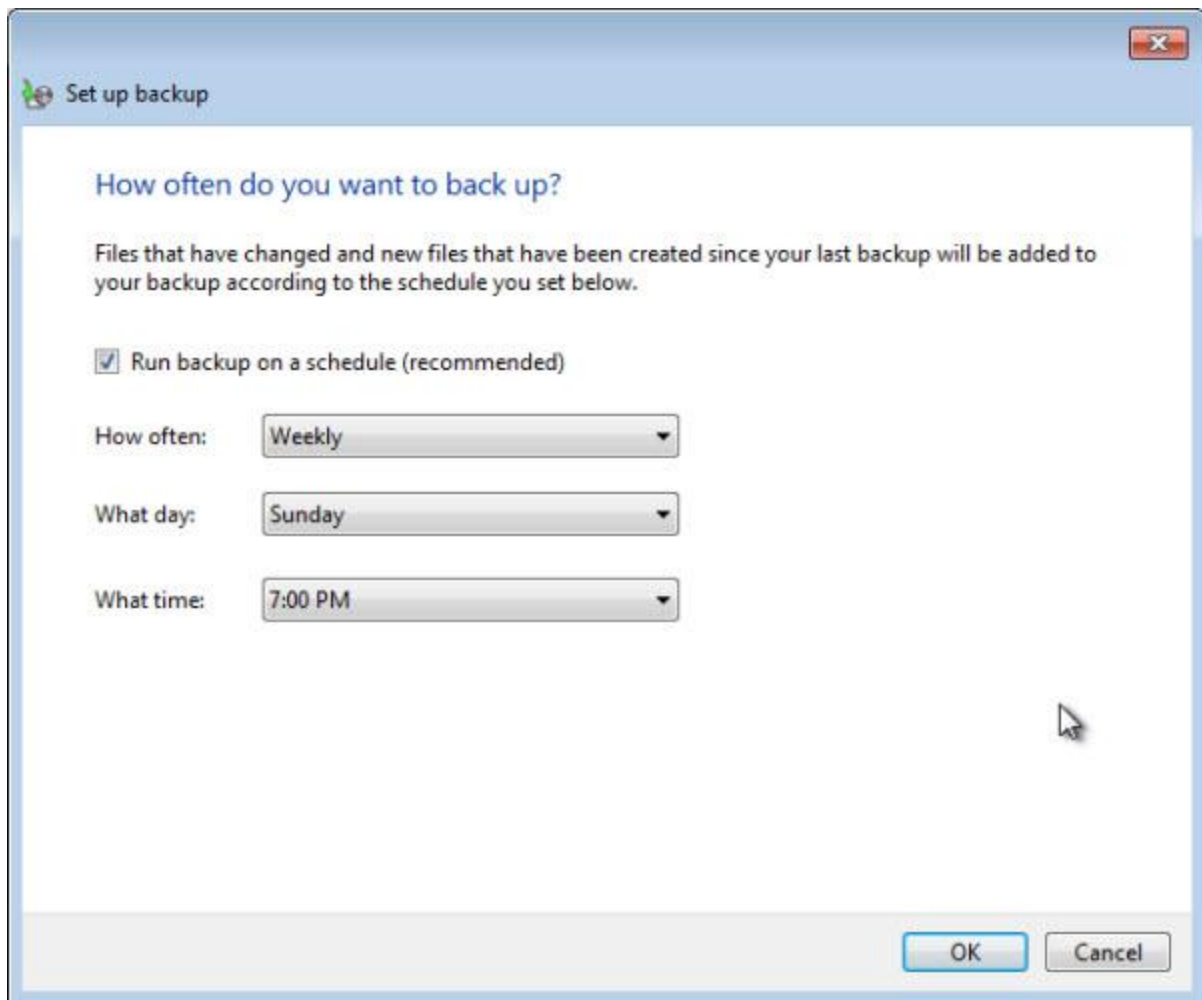 Set up backup
How often do you want to back up?
Files that have changed and new files that have been created since your last backup will be added to
your backup according to the schedule you set below.
Run backup on a schedule (recommended)
How often: Weekly
What day: Sunday
What time: 7:00 PM
OK Cancel